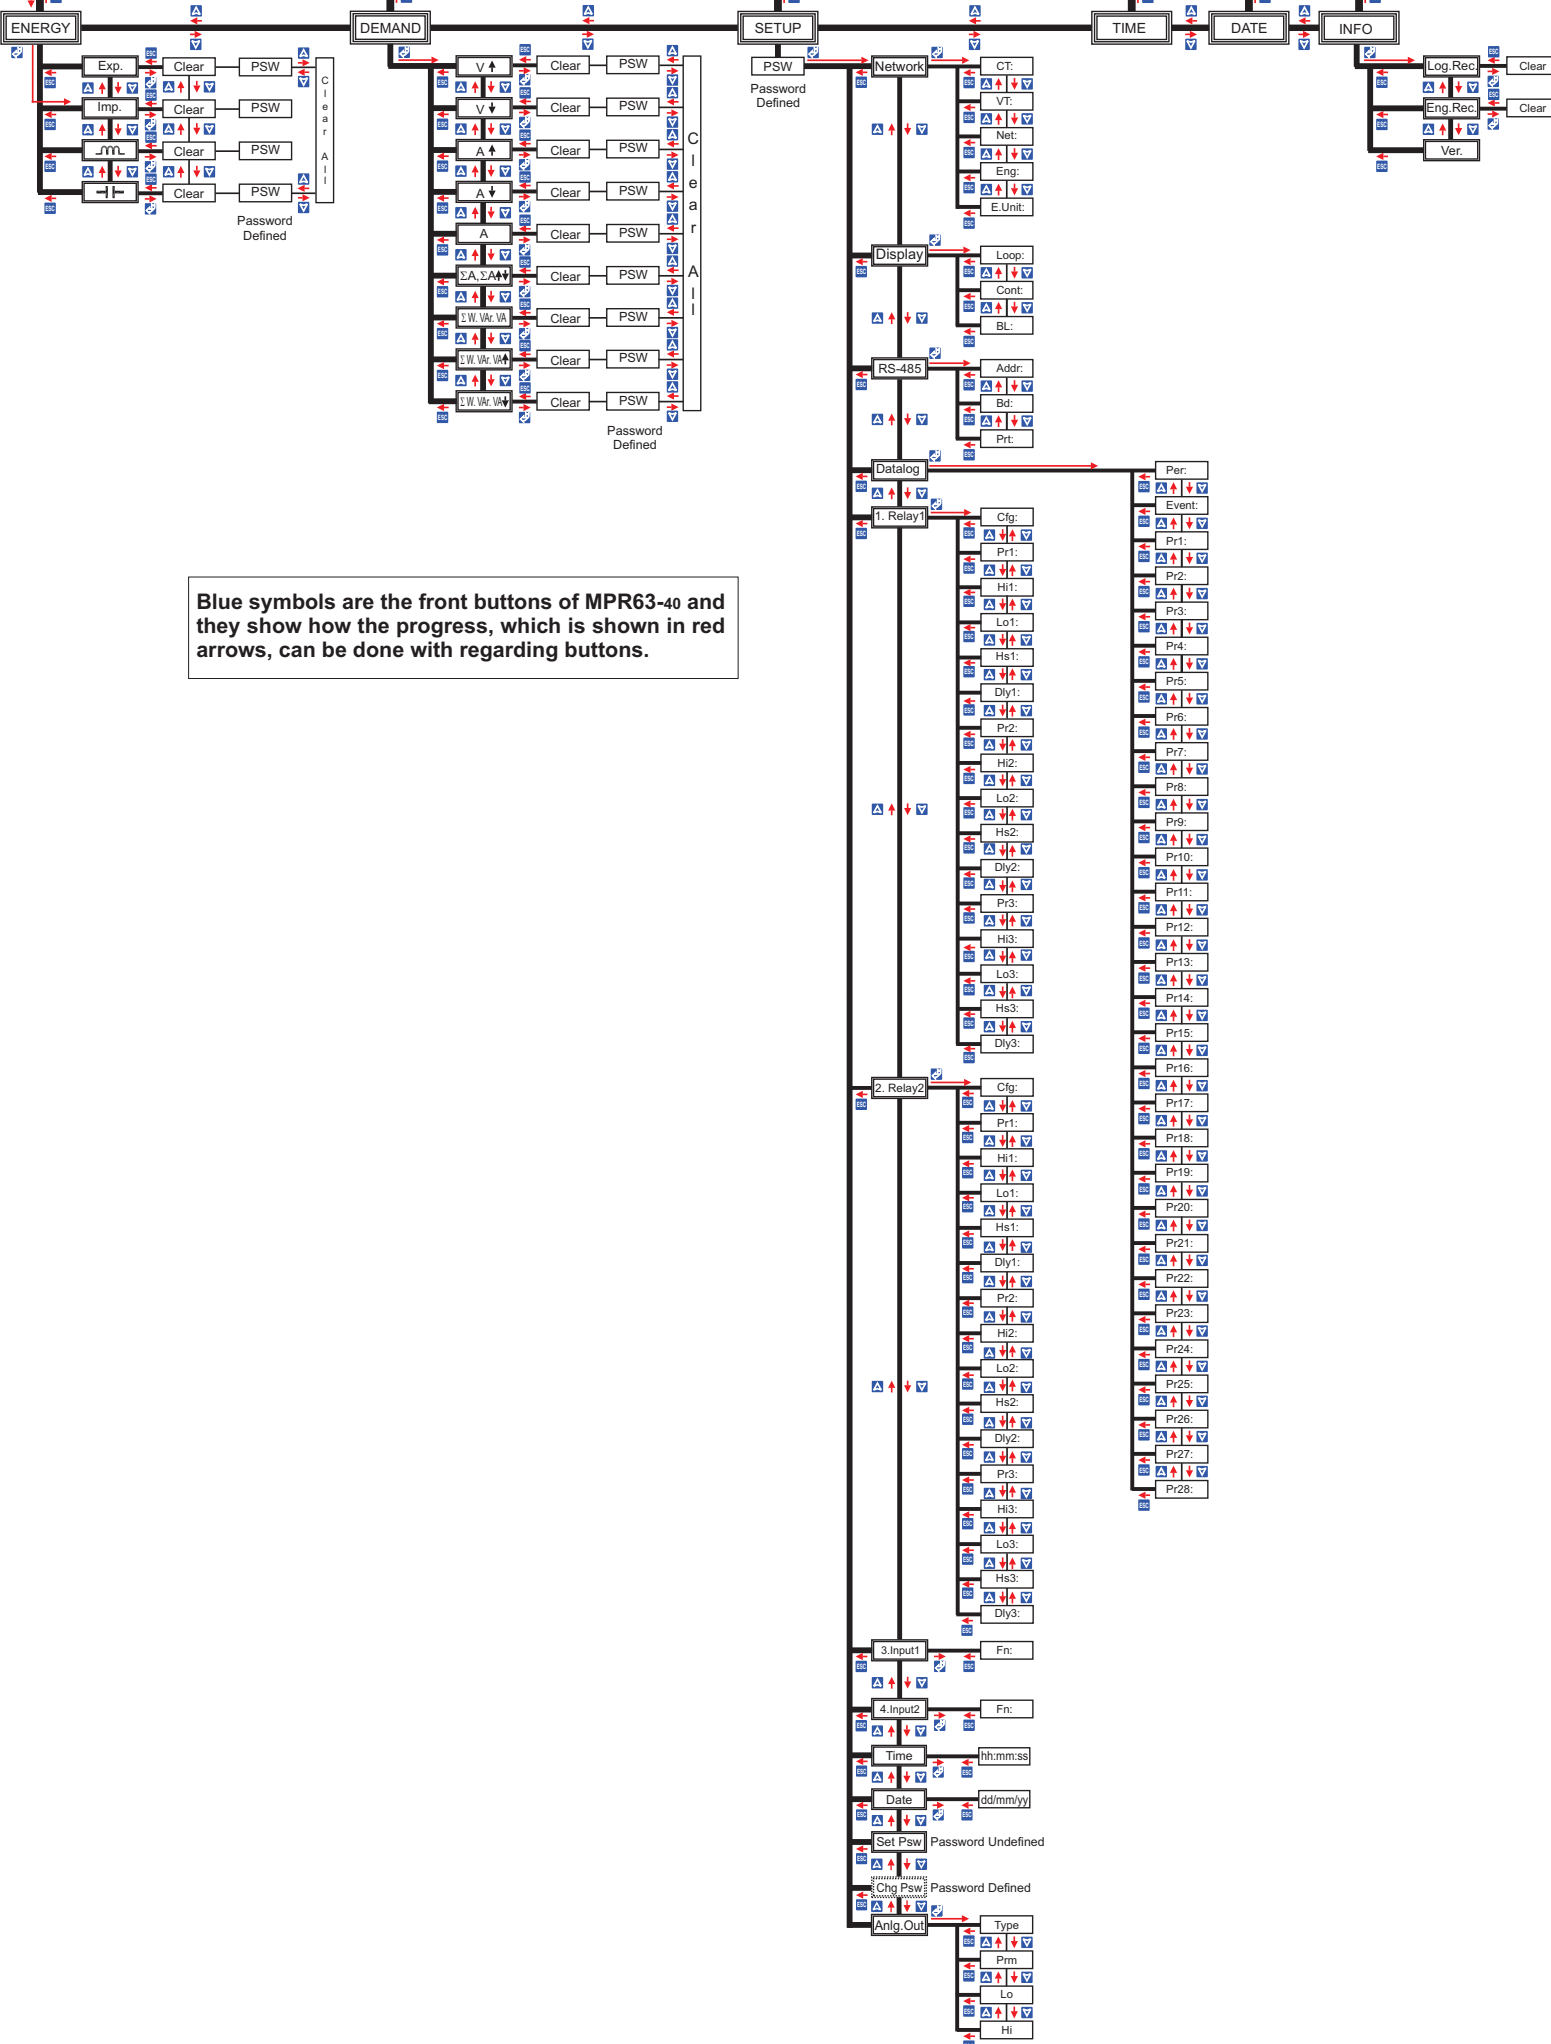 ENERGY
DEMAND
SETUP
TIME
DATE
INFO
Exp.
Clear
PSW
Imp.
Clear
PSW
Clear
PSW
Clear
PSW
Clear All
Password
Defined
V
Clear
PSW
V
Clear
PSW
A
Clear
PSW
A
Clear
PSW
A
Clear
PSW
ΣA,ΣA
Clear
PSW
Σ W. VAr. VA
Clear
PSW
Σ W. VAr. VA
Clear
PSW
Σ W. VAr. VA
Clear
PSW
Clear All
Password
Defined
PSW
Password
Defined
Network
CT:
VT:
Net:
Eng:
E.Unit:
Display
Loop:
Cont:
BL:
RS-485
Addr:
Bd:
Prt:
Datalog
Per:
Event:
Pr1:
Pr2:
Pr3:
Pr4:
Pr5:
Pr6:
Pr7:
Pr8:
Pr9:
Pr10:
Pr11:
Pr12:
Pr13:
Pr14:
Pr15:
Pr16:
Pr17:
Pr18:
Pr19:
Pr20:
Pr21:
Pr22:
Pr23:
Pr24:
Pr25:
Pr26:
Pr27:
Pr28:
1. Relay1
Cfg:
Pr1:
Hi1:
Lo1:
Hs1:
Dly1:
Pr2:
Hi2:
Lo2:
Hs2:
Dly2:
Pr3:
Hi3:
Lo3:
Hs3:
Dly3:
2. Relay2
Cfg:
Pr1:
Hi1:
Lo1:
Hs1:
Dly1:
Pr2:
Hi2:
Lo2:
Hs2:
Dly2:
Pr3:
Hi3:
Lo3:
Hs3:
Dly3:
3.Input1
Fn:
4.Input2
Fn:
Time
hh:mm:ss
Date
dd/mm/yy
Set Psw
Password Undefined
Chg Psw
Password Defined
Anlg.Out
Type
Prm
Lo
Hi
Log.Rec.
Clear
Eng.Rec.
Clear
Ver.
Blue symbols are the front buttons of MPR63-40 and
they show how the progress, which is shown in red
arrows, can be done with regarding buttons.
ESC